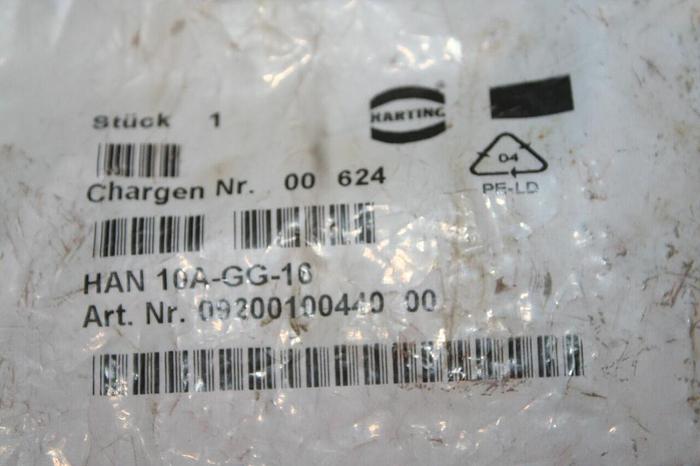 Stück 1
HARTING
04
PE-LD
Chargen Nr. 00 624
HAN 10A-GG-16
Art. Nr. 09200100440 00